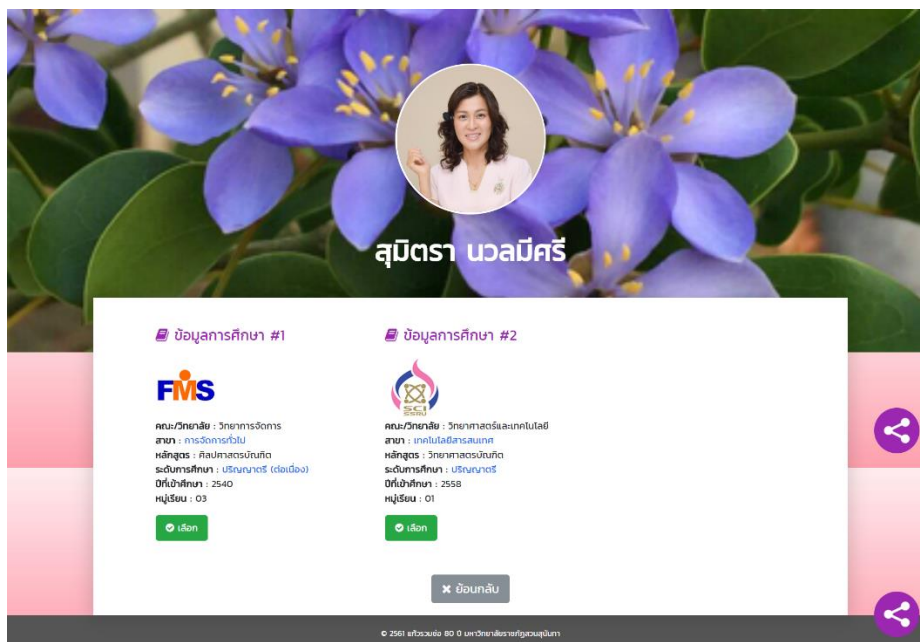 สุมิตรา นวลมีศรี
ข้อมูลการศึกษา #1
FMS
คณะ/วิทยาลัย : วิทยาการจัดการ
สาขา : การจัดการทั่วไป
หลักสูตร : ศิลปศาสตรบัณฑิต
ระดับการศึกษา : ปริญญาตรี (ต่อเนื่อง)
ปีที่เข้าศึกษา : 2540
หมู่เรียน : 03
เลือก
ข้อมูลการศึกษา #2
SCI
SSRU
คณะ/วิทยาลัย : วิทยาศาสตร์และเทคโนโลยี
สาขา : เทคโนโลยีสารสนเทศ
หลักสูตร : วิทยาศาสตรบัณฑิต
ระดับการศึกษา : ปริญญาตรี
ปีที่เข้าศึกษา : 2558
หมู่เรียน : 01
เลือก
ย้อนกลับ
© 2561 แก้วรวมช่อ 80 ปี มหาวิทยาลัยราชภัฏสวนสุนันทา